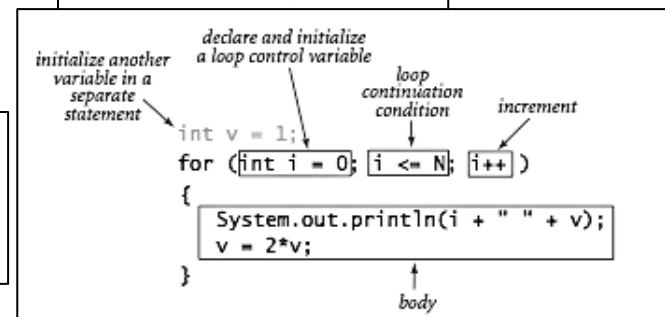 declare and initialize
a loop control variable
initialize another
variable in a
separate
statement
loop
continuation
condition
increment
int v = 1;
for (int i = 0; i <= N; i++ )
{
System.out.println(i + " " + v);
v = 2*v;
}
body